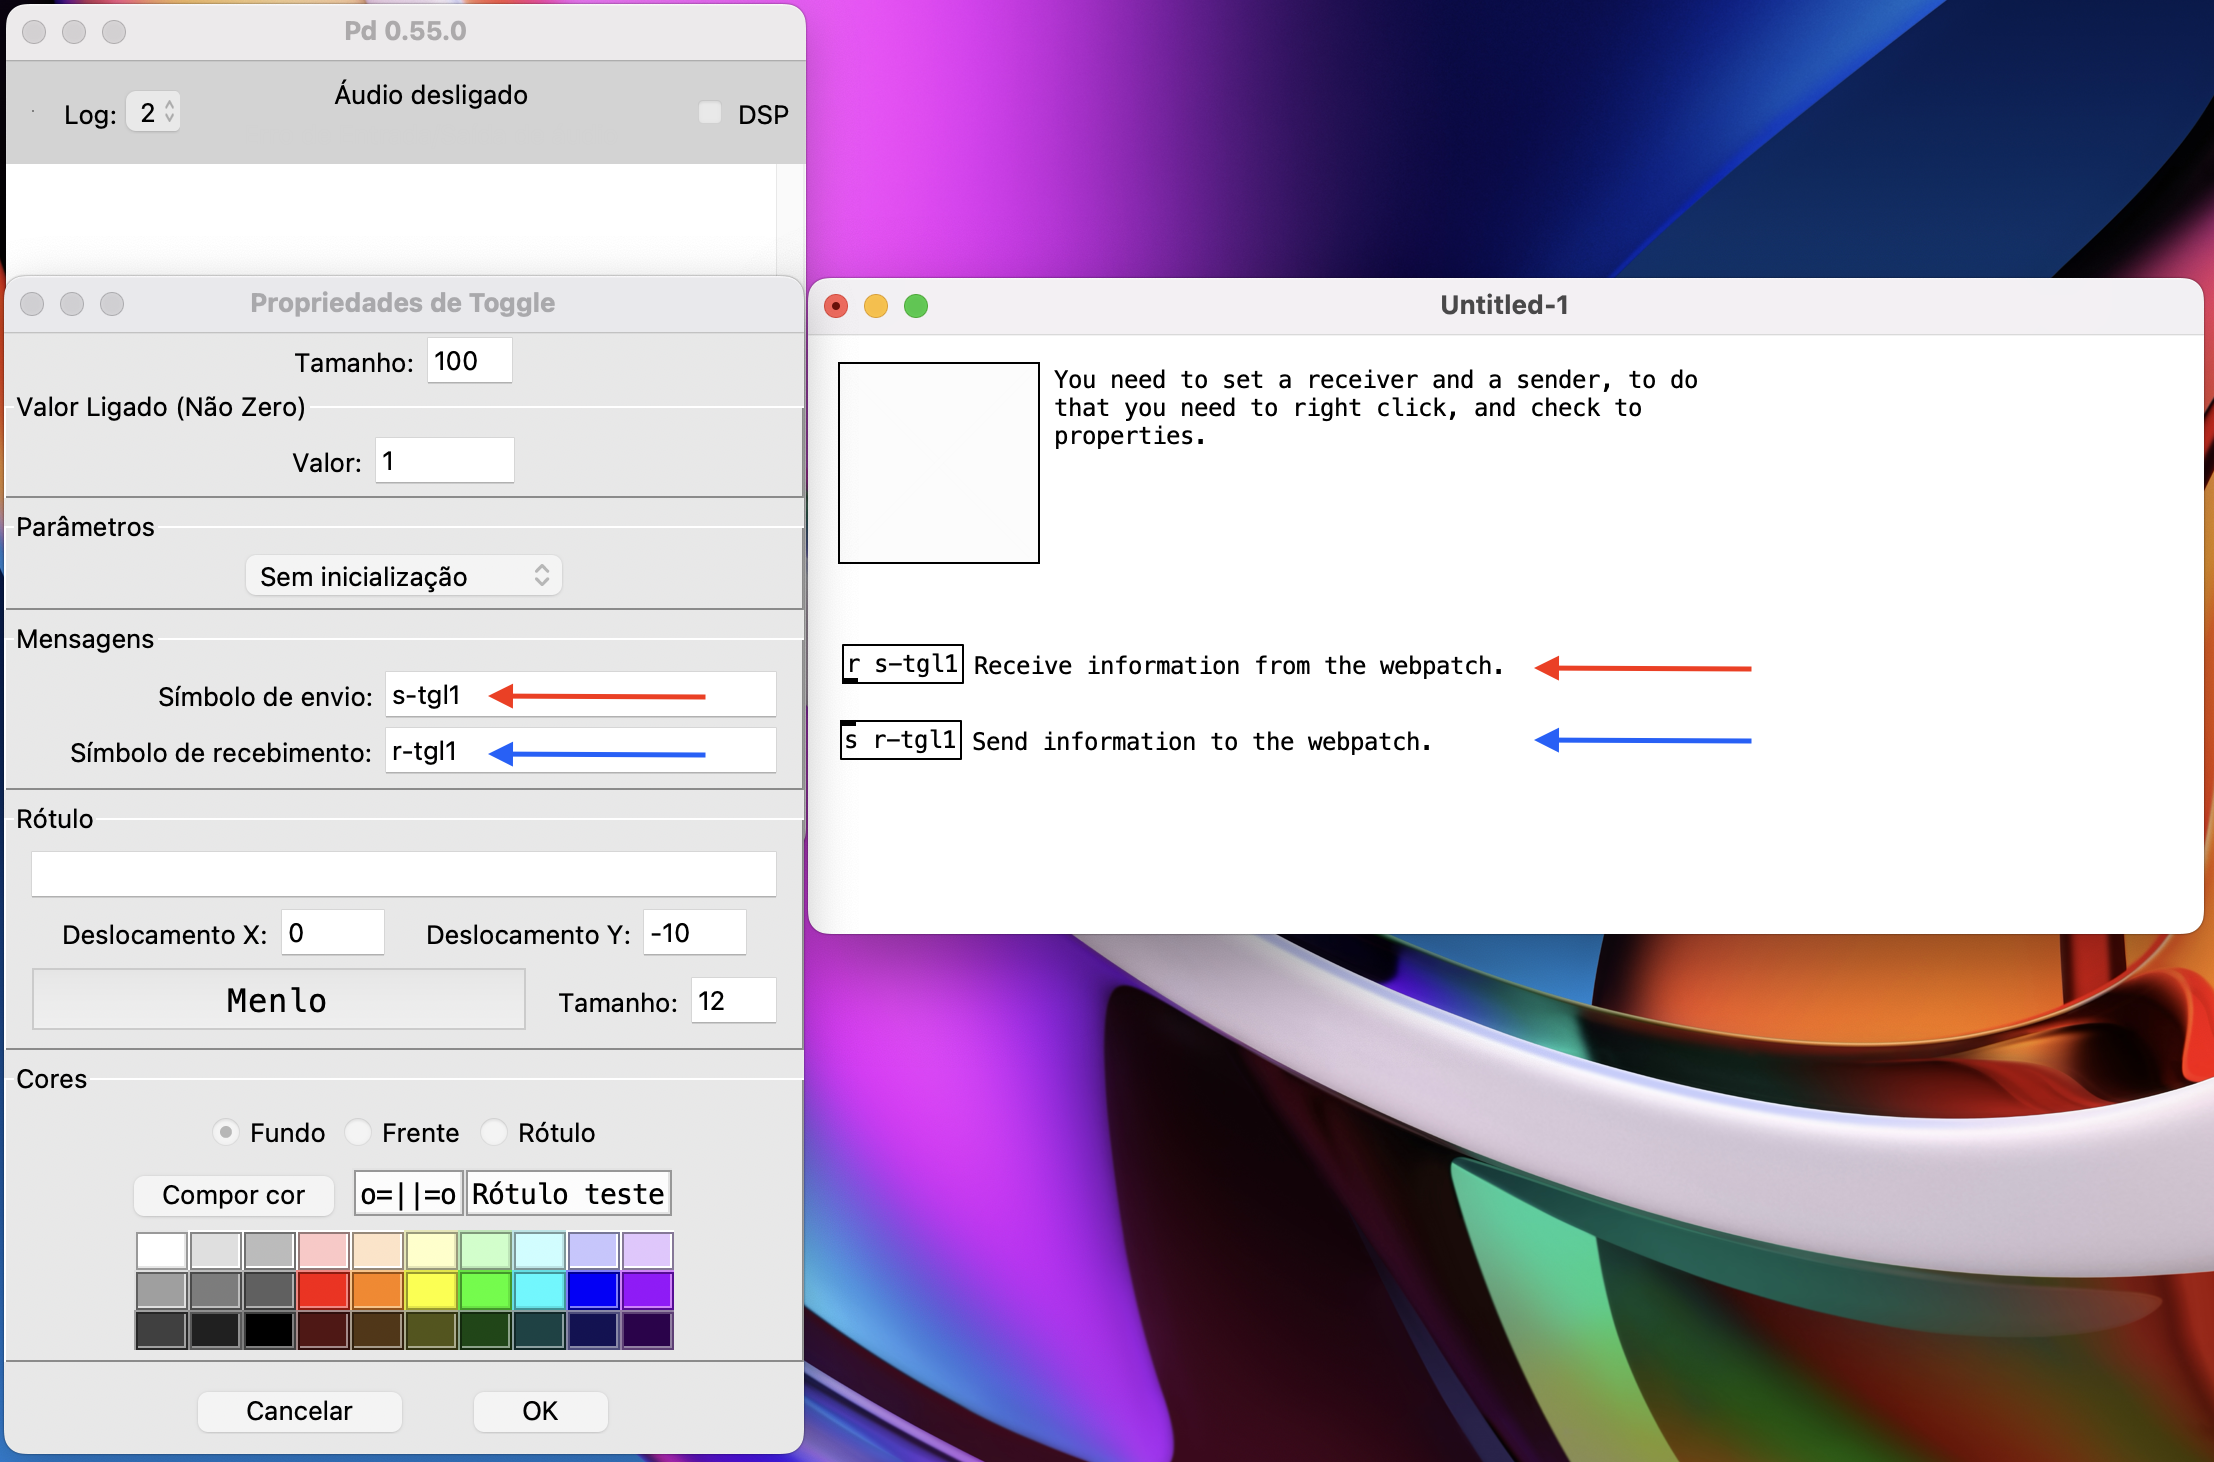 Pd 0.55.0
Áudio desligado
Log: 2
DSP
Propriedades de Toggle
Tamanho: 100
Valor Ligado (Não Zero)
Valor: 1
Parâmetros
Sem inicialização
Mensagens
Símbolo de envio: s-tgl1
Símbolo de recebimento: r-tgl1
Rótulo
Deslocamento X: 0 Deslocamento Y: -10
Menlo Tamanho: 12
Cores
Fundo Frente Rótulo
Compor cor o=||=o Rótulo teste
Cancelar OK
Untitled-1
You need to set a receiver and a sender, to do
that you need to right click, and check to
properties.
r s-tgl1 Receive information from the webpatch.
s r-tgl1 Send information to the webpatch.